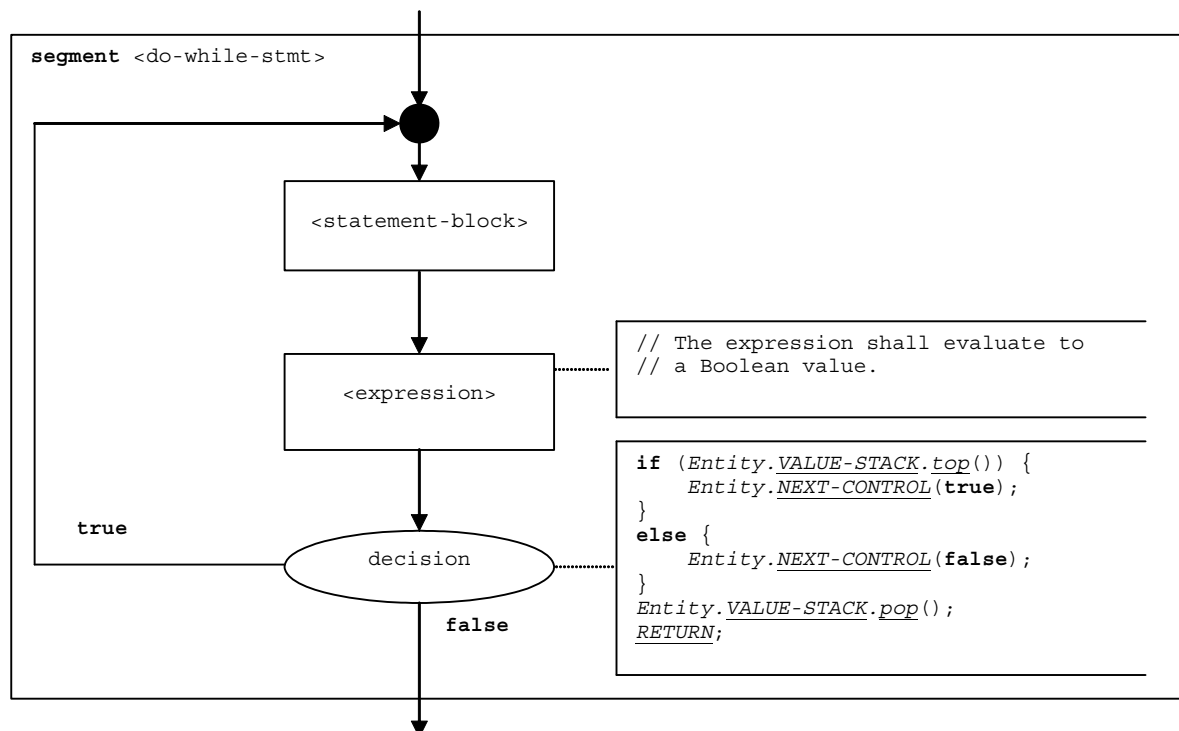 segment <do-while-stmt>
<statement-block>
<expression>
// The expression shall evaluate to
// a Boolean value.
decision
true
false
if (Entity.VALUE-STACK.top()) {
    Entity.NEXT-CONTROL(true);
}
else {
    Entity.NEXT-CONTROL(false);
}
Entity.VALUE-STACK.pop();
RETURN;